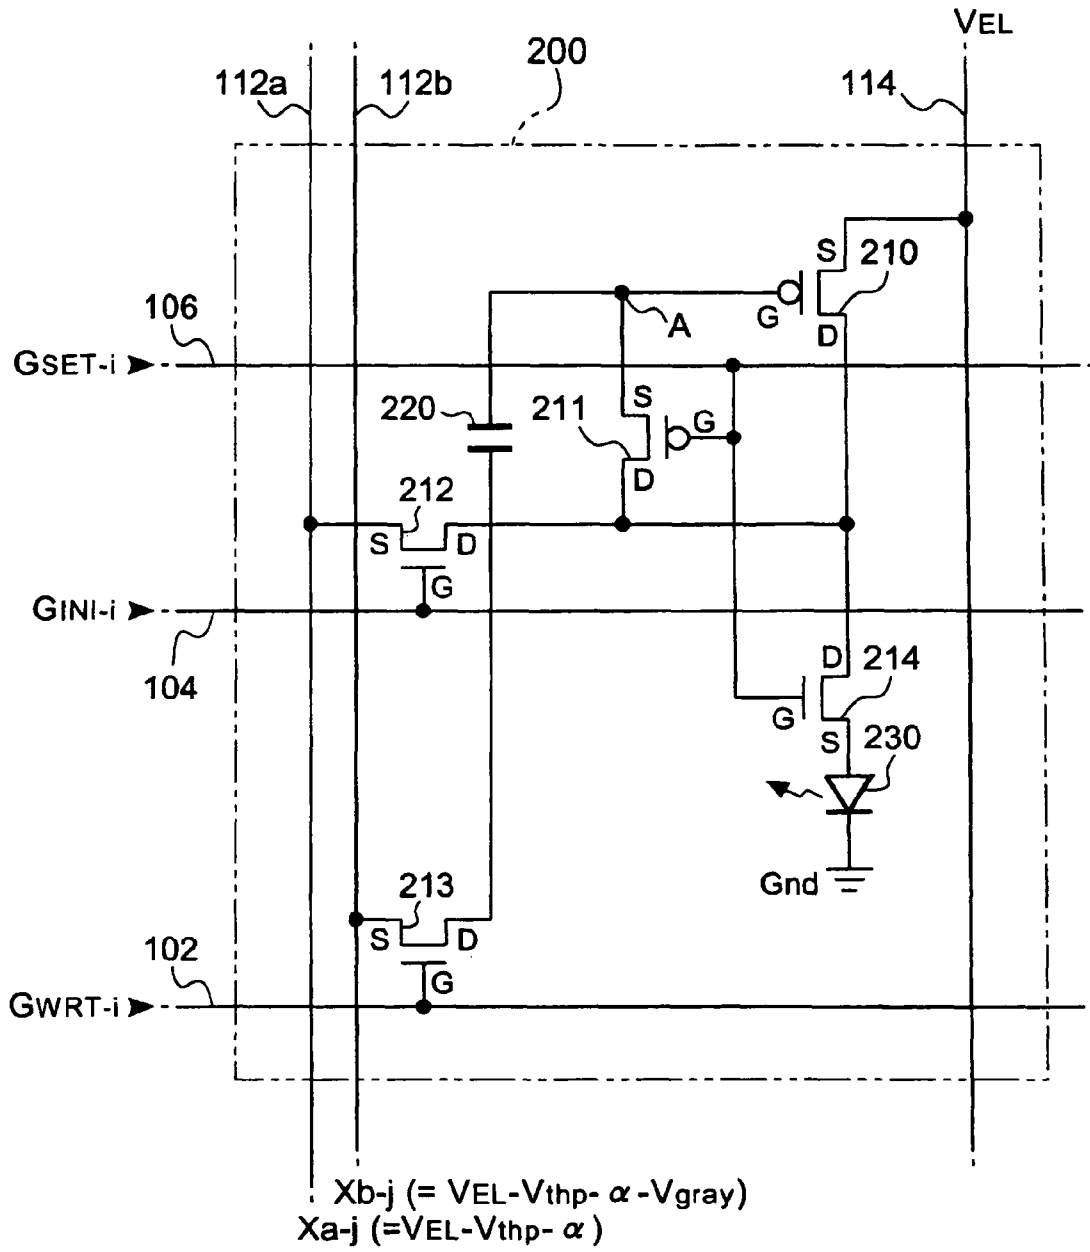 VEL
200
112a 112b 114
S 210
G
D
A
106
GSET-i
220 211 S G
D
212
S D
G
GINI-i
104
D 214
G
S 230
Gnd
213
S D
G
102
GWRT-i
Xb-j (= VEL-Vthp- α -Vgray)
Xa-j (=VEL-Vthp- α )